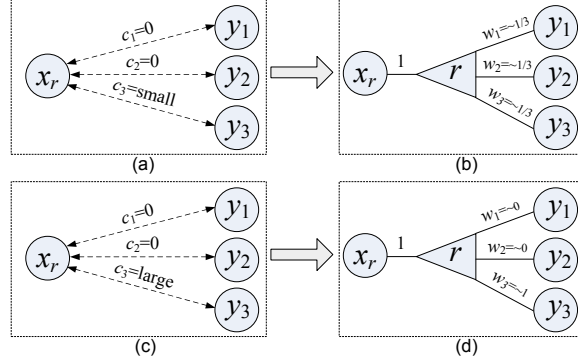 x_r
c_1=0
c_2=0
c_3=small
y_1
y_2
y_3
(a)
x_r
1
r
w_1=~1/3
w_2=~1/3
w_3=~1/3
y_1
y_2
y_3
(b)
x_r
c_1=0
c_2=0
c_3=large
y_1
y_2
y_3
(c)
x_r
1
r
w_1=~0
w_2=~0
w_3=~1
y_1
y_2
y_3
(d)